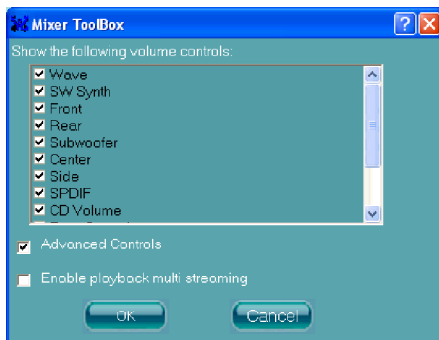 Mixer ToolBox
Show the following volume controls:
Wave
SW Synth
Front
Rear
Subwoofer
Center
Side
SPDIF
CD Volume
Advanced Controls
Enable playback multi streaming
OK
Cancel